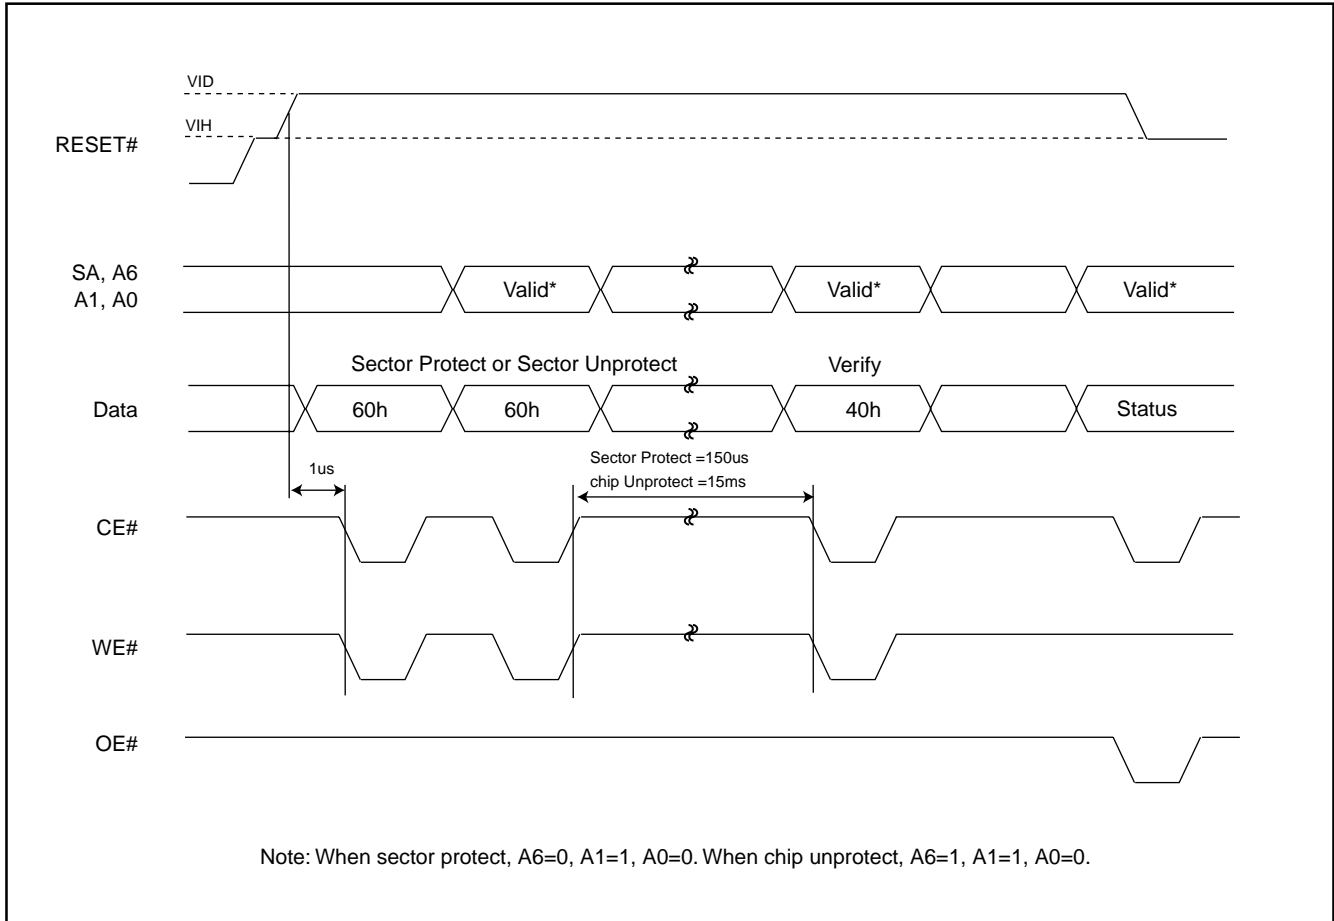 VID
VIH
RESET#
SA, A6
A1, A0
Valid*
Valid*
Valid*
Sector Protect or Sector Unprotect
Verify
Data
60h
60h
40h
Status
1us
Sector Protect =150us
chip Unprotect =15ms
CE#
WE#
OE#
Note: When sector protect, A6=0, A1=1, A0=0. When chip unprotect, A6=1, A1=1, A0=0.